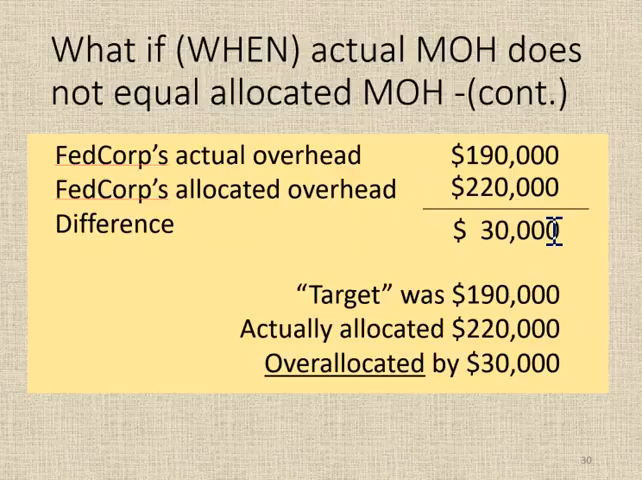 What if (WHEN) actual MOH does
not equal allocated MOH -(cont.)
FedCorp's actual overhead $190,000
FedCorp's allocated overhead $220,000
Difference $ 30,000
“Target” was $190,000
Actually allocated $220,000
Overallocated by $30,000
30